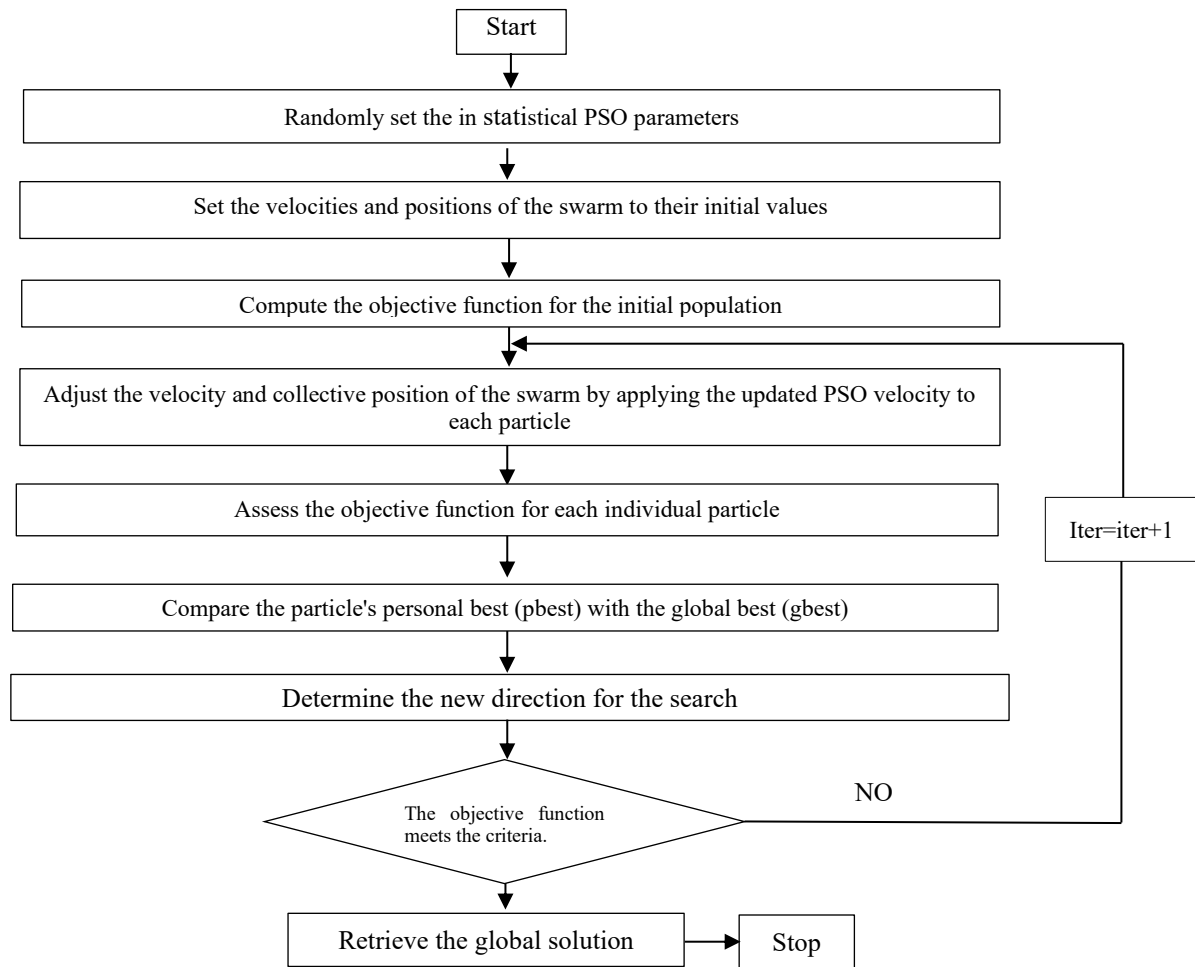 Start
Randomly set the in statistical PSO parameters
Set the velocities and positions of the swarm to their initial values
Compute the objective function for the initial population
Adjust the velocity and collective position of the swarm by applying the updated PSO velocity to
each particle
Assess the objective function for each individual particle
Iter=iter+1
Compare the particle's personal best (pbest) with the global best (gbest)
Determine the new direction for the search
NO
The objective function
meets the criteria.
Retrieve the global solution
Stop